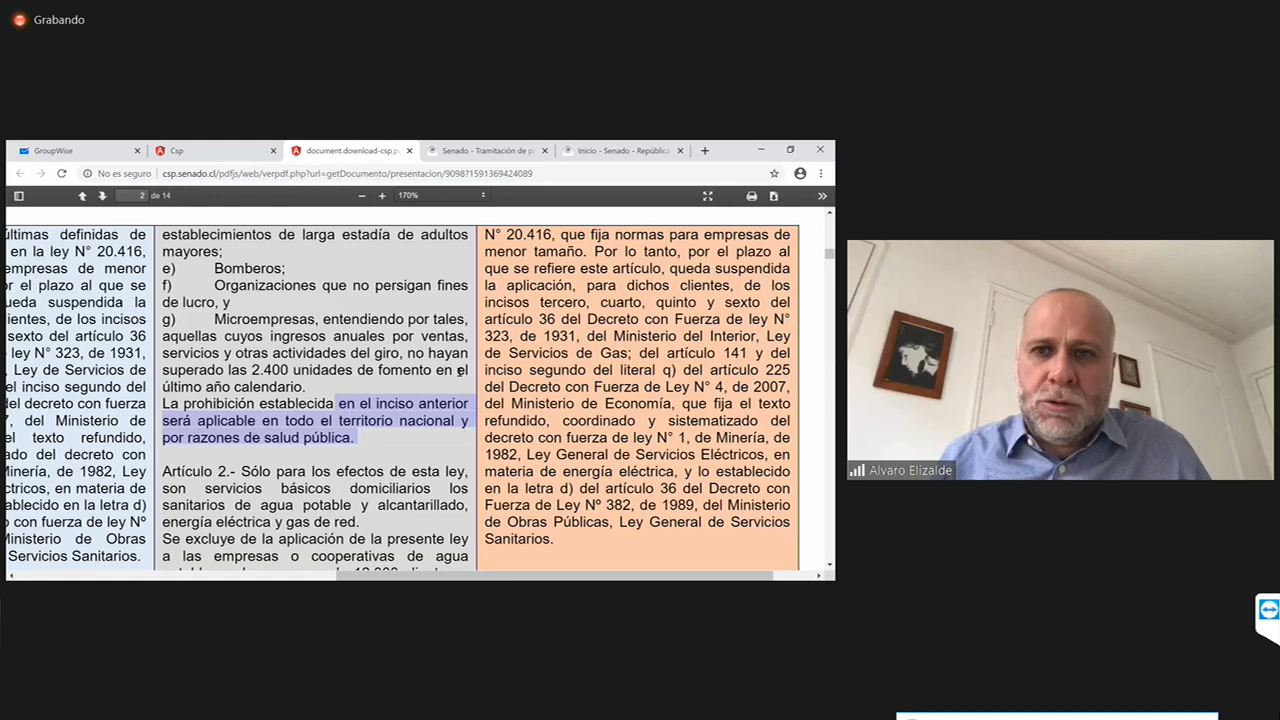 Grabando
GroupWise
Csp
document.download-csp.p
Senado - Tramitación de p
Inicio - Senado - República
No es seguro
csp.senado.cl/pdfjs/web/verpdf.php?url=getDocumento/presentacion/9098?1591369424089
2 de 14
170%
últimas definidas de
en la ley N° 20.416,
empresas de menor
or el plazo al que se
ueda suspendida la
ientes, de los incisos
sexto del artículo 36
ley N° 323, de 1931,
Ley de Servicios de
el inciso segundo del
del decreto con fuerza
7, del Ministerio de
el texto refundido,
ado del decreto con
Minería, de 1982, Ley
ctricos, en materia de
ablecido en la letra d)
o con fuerza de ley Nº
Ministerio de Obras
Servicios Sanitarios.
establecimientos de larga estadía de adultos
mayores;
e) Bomberos;
f) Organizaciones que no persigan fines
de lucro, y
g) Microempresas, entendiendo por tales,
aquellas cuyos ingresos anuales por ventas,
servicios y otras actividades del giro, no hayan
superado las 2.400 unidades de fomento en el
último año calendario.
La prohibición establecida en el inciso anterior
será aplicable en todo el territorio nacional y
por razones de salud pública.
Artículo 2.- Sólo para los efectos de esta ley,
son servicios básicos domiciliarios los
sanitarios de agua potable y alcantarillado,
energía eléctrica y gas de red.
Se excluye de la aplicación de la presente ley
a las empresas o cooperativas de agua
N° 20.416, que fija normas para empresas de
menor tamaño. Por lo tanto, por el plazo al
que se refiere este artículo, queda suspendida
la aplicación, para dichos clientes, de los
incisos tercero, cuarto, quinto y sexto del
artículo 36 del Decreto con Fuerza de ley N°
323, de 1931, del Ministerio del Interior, Ley
de Servicios de Gas; del artículo 141 y del
inciso segundo del literal q) del artículo 225
del Decreto con Fuerza de Ley N° 4, de 2007,
del Ministerio de Economía, que fija el texto
refundido, coordinado y sistematizado del
decreto con fuerza de ley N° 1, de Minería, de
1982, Ley General de Servicios Eléctricos, en
materia de energía eléctrica, y lo establecido
en la letra d) del artículo 36 del Decreto con
Fuerza de Ley Nº 382, de 1989, del Ministerio
de Obras Públicas, Ley General de Servicios
Sanitarios.
Alvaro Elizalde